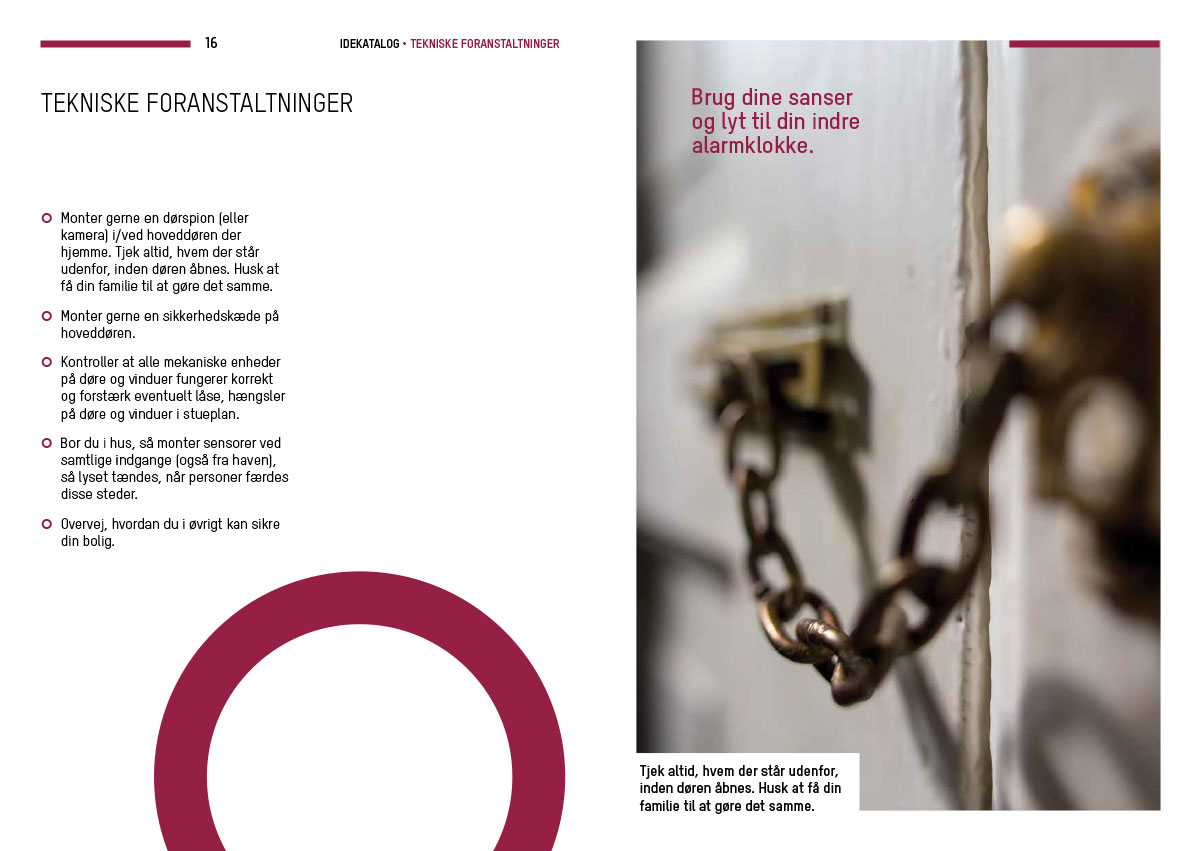 16
IDEKATALOG • TEKNISKE FORANSTALTNINGER
TEKNISKE FORANSTALTNINGER
Monter gerne en dørspion (eller
kamera) i/ved hoveddøren der
hjemme. Tjek altid, hvem der står
udenfor, inden døren åbnes. Husk at
få din familie til at gøre det samme.
Monter gerne en sikkerhedskæde på
hoveddøren.
Kontroller at alle mekaniske enheder
på døre og vinduer fungerer korrekt
og forstærk eventuelt låse, hængsler
på døre og vinduer i stueplan.
Bor du i hus, så monter sensorer ved
samtlige indgange (også fra haven),
så lyset tændes, når personer færdes
disse steder.
Overvej, hvordan du i øvrigt kan sikre
din bolig.
Brug dine sanser
og lyt til din indre
alarmklokke.
Tjek altid, hvem der står udenfor,
inden døren åbnes. Husk at få din
familie til at gøre det samme.